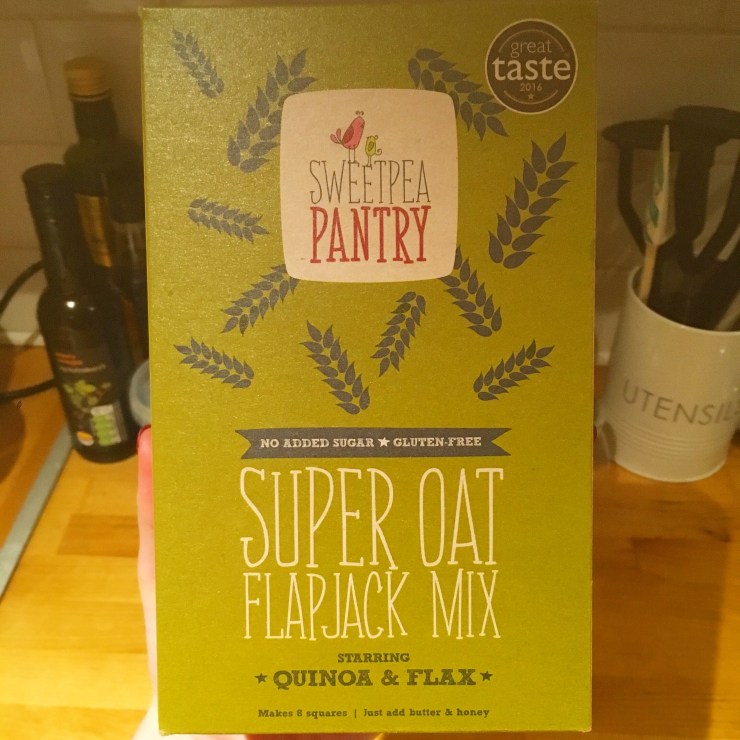 great
taste
2016
SWEETPEA
PANTRY
NO ADDED SUGAR ★ GLUTEN-FREE
SUPER OAT
FLAPJACK MIX
STARRING
★ QUINOA & FLAX ★
Makes 8 squares | Just add butter & honey
UTENSILS